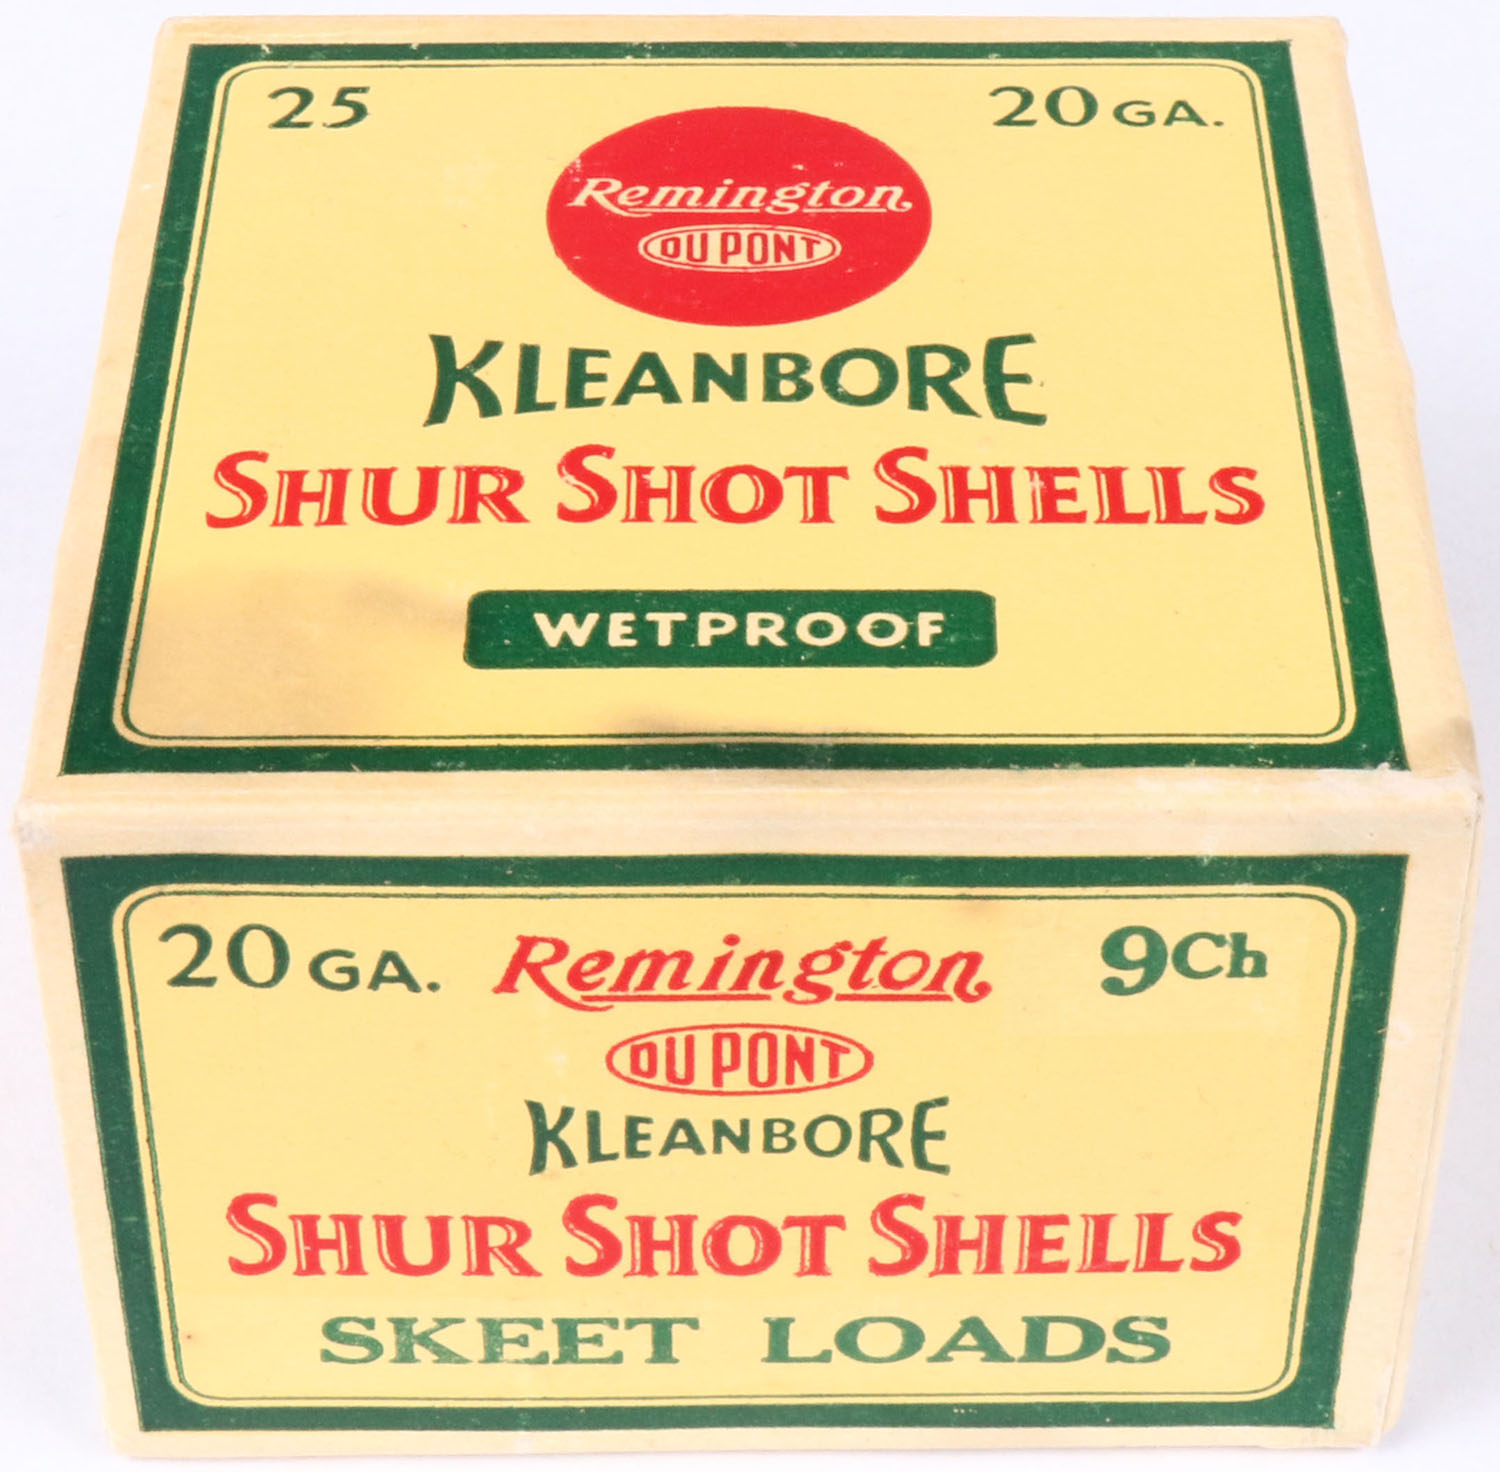 25 20 GA.
Remington
DU PONT
KLEANBORE
SHUR SHOT SHELLS
WETPROOF
20 GA. Remington 9Ch
DU PONT
KLEANBORE
SHUR SHOT SHELLS
SKEET LOADS